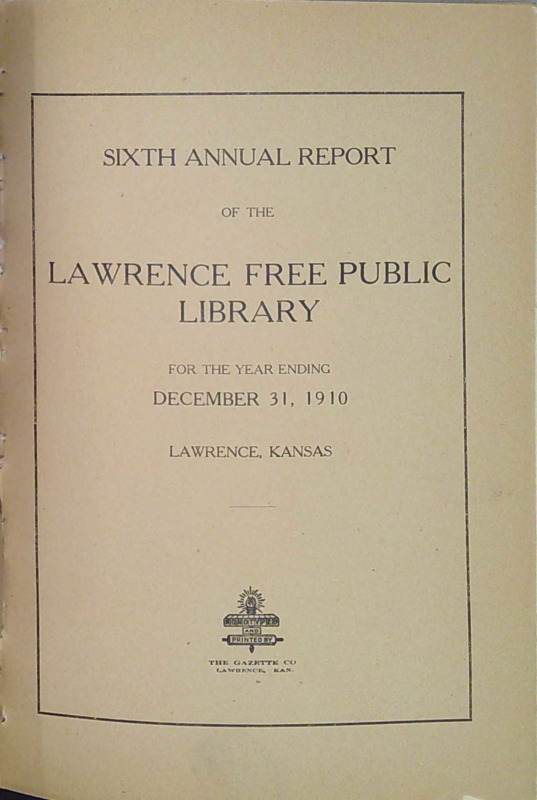 SIXTH ANNUAL REPORT
OF THE
LAWRENCE FREE PUBLIC
LIBRARY
FOR THE YEAR ENDING
DECEMBER 31, 1910
LAWRENCE, KANSAS
AND
PRINTED BY
THE GAZETTE CO
LAWRENCE, KAN.